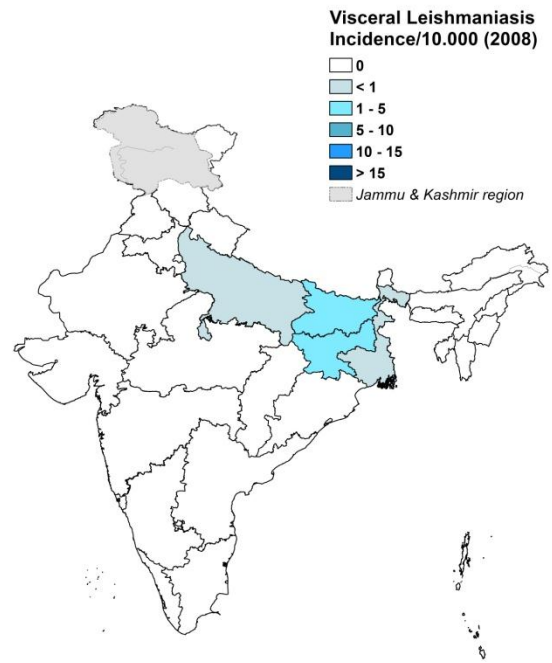 Visceral Leishmaniasis
Incidence/10.000 (2008)
0
< 1
1 - 5
5 - 10
10 - 15
> 15
Jammu & Kashmir region